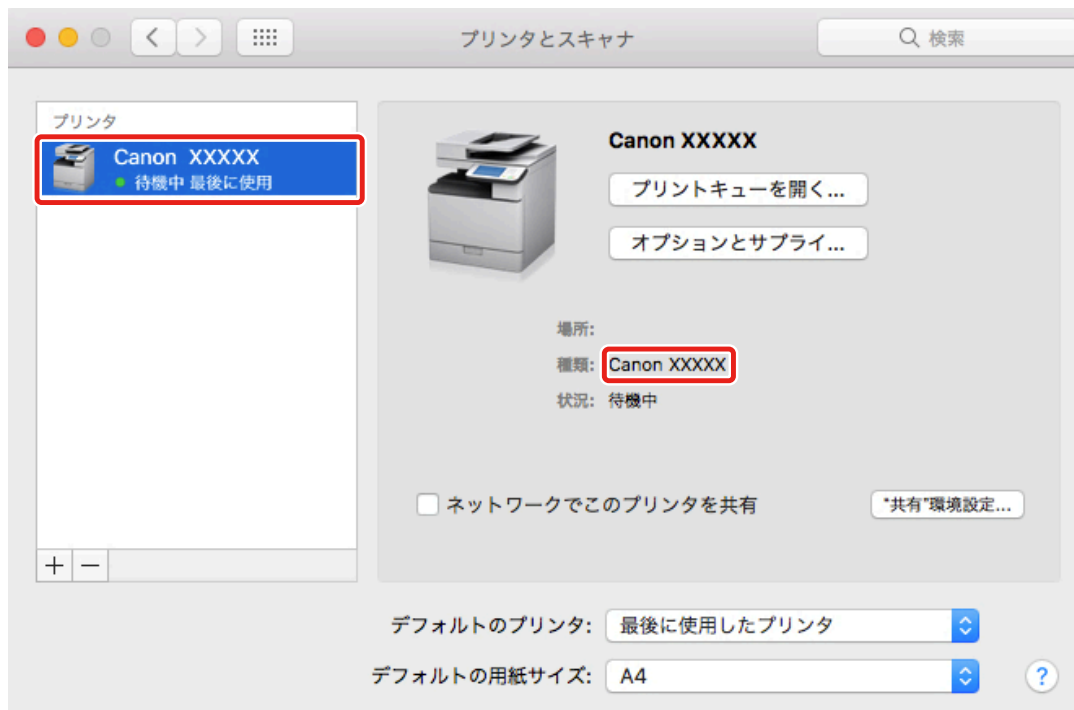 プリンタとスキャナ
検索
プリンタ
Canon XXXXX
待機中 最後に使用
Canon XXXXX
プリントキューを開く...
オプションとサプライ...
場所:
種類: Canon XXXXX
状況: 待機中
ネットワークでこのプリンタを共有
"共有"環境設定...
+ −
デフォルトのプリンタ: 最後に使用したプリンタ
デフォルトの用紙サイズ: A4
?